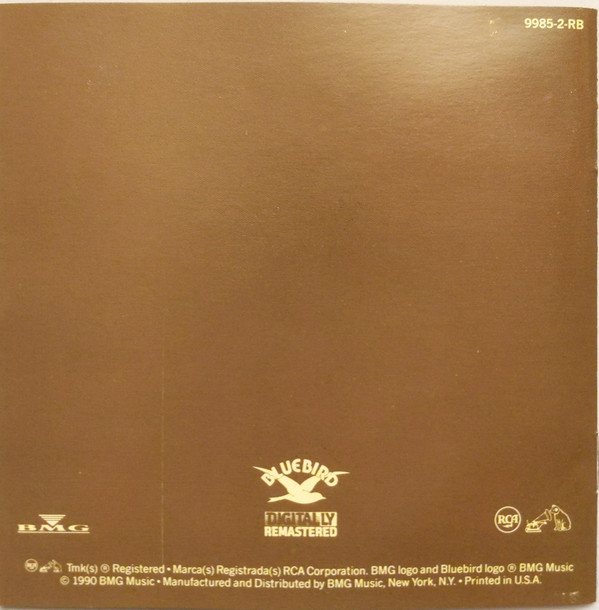 9985-2-RB
BLUEBIRD
DIGITALLY
REMASTERED
BMG
RCA
Tmk(s) ® Registered • Marca(s) Registrada(s) RCA Corporation. BMG logo and Bluebird logo ® BMG Music
© 1990 BMG Music • Manufactured and Distributed by BMG Music, New York, N.Y. • Printed in U.S.A.